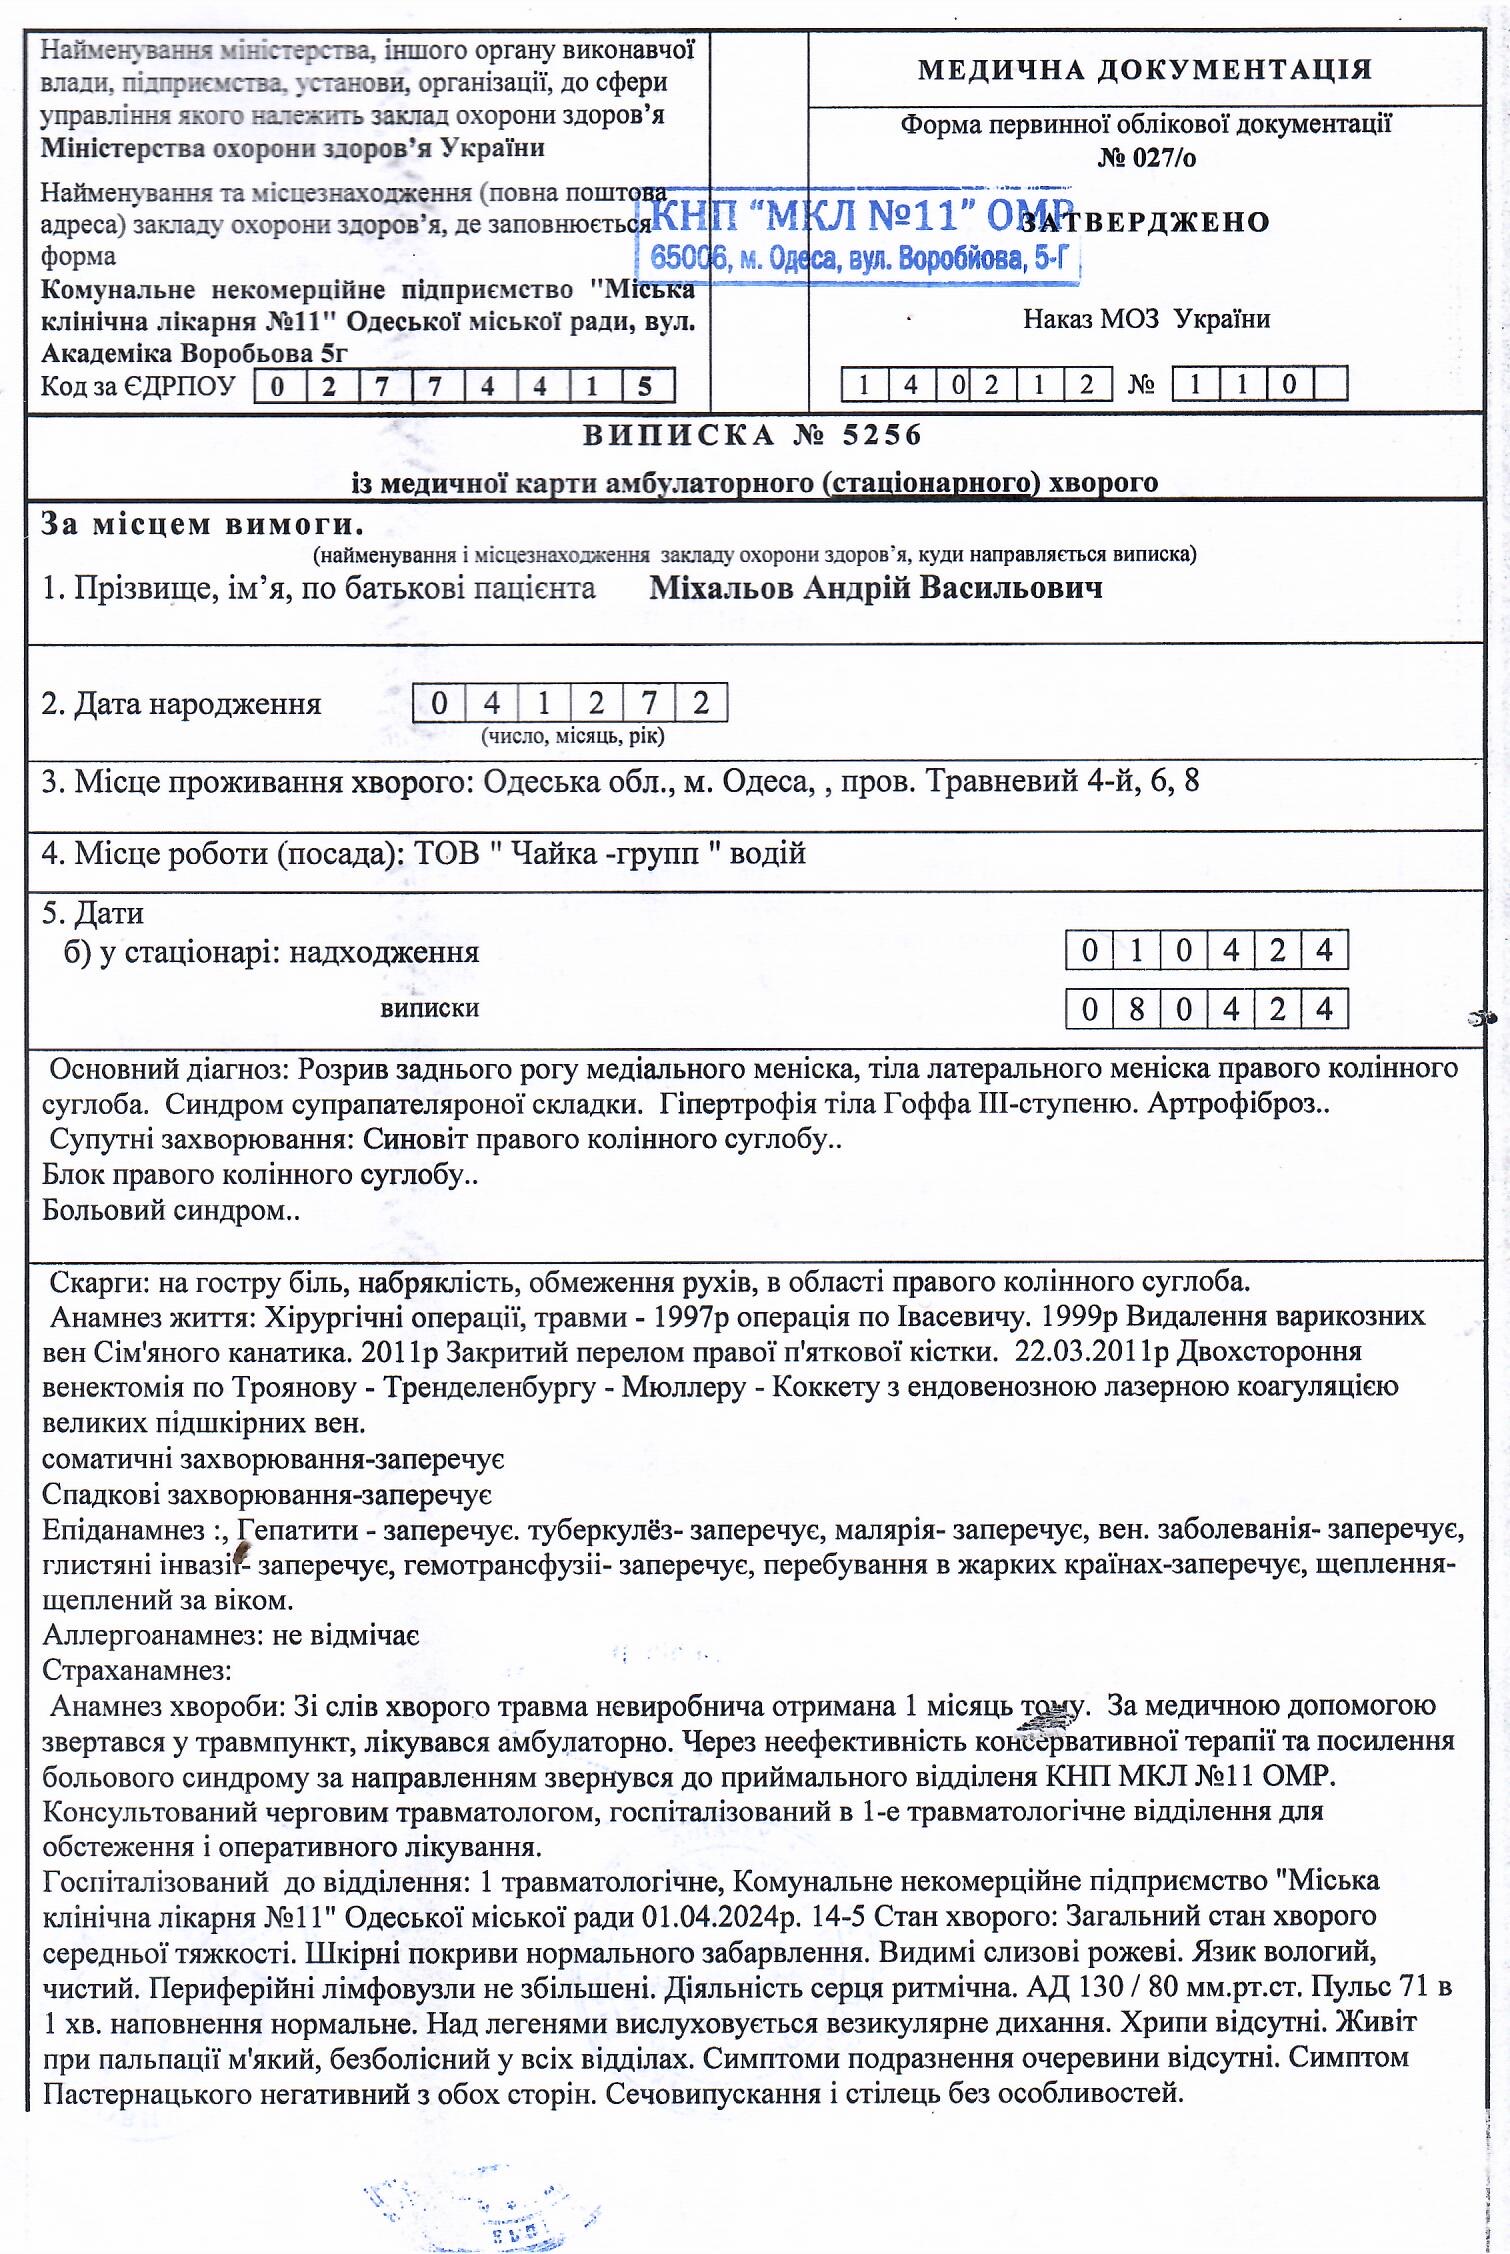 Найменування міністерства, іншого органу виконавчої
влади, підприємства, установи, організації, до сфери
управління якого належить заклад охорони здоров’я
Міністерства охорони здоров’я України
Найменування та місцезнаходження (повна поштова
адреса) закладу охорони здоров’я, де заповнюється
форма
Комунальне некомерційне підприємство "Міська
клінічна лікарня №11" Одеської міської ради, вул.
Академіка Воробьова 5г
Код за ЄДРПОУ 0 2 7 7 4 4 1 5
МЕДИЧНА ДОКУМЕНТАЦІЯ
Форма первинної облікової документації
№ 027/о
КНП “МКЛ №11” ОМР
65006, м. Одеса, вул. Воробйова, 5-Г
ЗАТВЕРДЖЕНО
Наказ МОЗ України
1 4 0 2 1 2 № 1 1 0
ВИПИСКА № 5256
із медичної карти амбулаторного (стаціонарного) хворого
За місцем вимоги.
(найменування і місцезнаходження закладу охорони здоров’я, куди направляється виписка)
1. Прізвище, ім’я, по батькові пацієнта Міхальов Андрій Васильович
2. Дата народження 0 4 1 2 7 2
(число, місяць, рік)
3. Місце проживання хворого: Одеська обл., м. Одеса, , пров. Травневий 4-й, 6, 8
4. Місце роботи (посада): ТОВ " Чайка -групп " водій
5. Дати
б) у стаціонарі: надходження 0 1 0 4 2 4
виписки 0 8 0 4 2 4
Основний діагноз: Розрив заднього рогу медіального меніска, тіла латерального меніска правого колінного
суглоба. Синдром супрапателяроної складки. Гіпертрофія тіла Гоффа III-ступеню. Артрофіброз..
Супутні захворювання: Синовіт правого колінного суглобу..
Блок правого колінного суглобу..
Больовий синдром..
Скарги: на гостру біль, набряклість, обмеження рухів, в області правого колінного суглоба.
Анамнез життя: Хірургічні операції, травми - 1997р операція по Івасевичу. 1999р Видалення варикозних
вен Сім'яного канатика. 2011р Закритий перелом правої п'яткової кістки. 22.03.2011р Двохстороння
венектомія по Троянову - Тренделенбургу - Мюллеру - Коккету з ендовенозною лазерною коагуляцією
великих підшкірних вен.
соматичні захворювання-заперечує
Спадкові захворювання-заперечує
Епіданамнез :, Гепатити - заперечує. туберкулёз- заперечує, малярія- заперечує, вен. заболеванія- заперечує,
глистяні інвазіі- заперечує, гемотрансфузіі- заперечує, перебування в жарких країнах-заперечує, щеплення-
щеплений за віком.
Аллергоанамнез: не відмічає
Страханамнез:
Анамнез хвороби: Зі слів хворого травма невиробнича отримана 1 місяць тому. За медичною допомогою
звертався у травмпункт, лікувався амбулаторно. Через неефективність консервативної терапії та посилення
больового синдрому за направленням звернувся до приймального відділеня КНП МКЛ №11 ОМР.
Консультований черговим травматологом, госпіталізований в 1-е травматологічне відділення для
обстеження і оперативного лікування.
Госпіталізований до відділення: 1 травматологічне, Комунальне некомерційне підприємство "Міська
клінічна лікарня №11" Одеської міської ради 01.04.2024р. 14-5 Стан хворого: Загальний стан хворого
середньої тяжкості. Шкірні покриви нормального забарвлення. Видимі слизові рожеві. Язик вологий,
чистий. Периферійні лімфовузли не збільшені. Діяльність серця ритмічна. АД 130 / 80 мм.рт.ст. Пульс 71 в
1 хв. наповнення нормальне. Над легенями вислуховується везикулярне дихання. Хрипи відсутні. Живіт
при пальпації м'який, безболісний у всіх відділах. Симптоми подразнення очеревини відсутні. Симптом
Пастернацького негативний з обох сторін. Сечовипускання і стілець без особливостей.